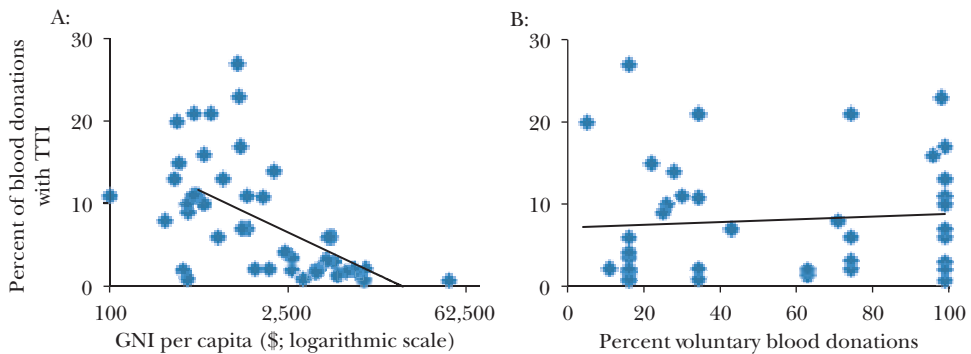 A:
B:
Percent of blood donations
with TTI
30
20
10
0
100
2,500
62,500
GNI per capita ($; logarithmic scale)
30
20
10
0
0
20
40
60
80
100
Percent voluntary blood donations